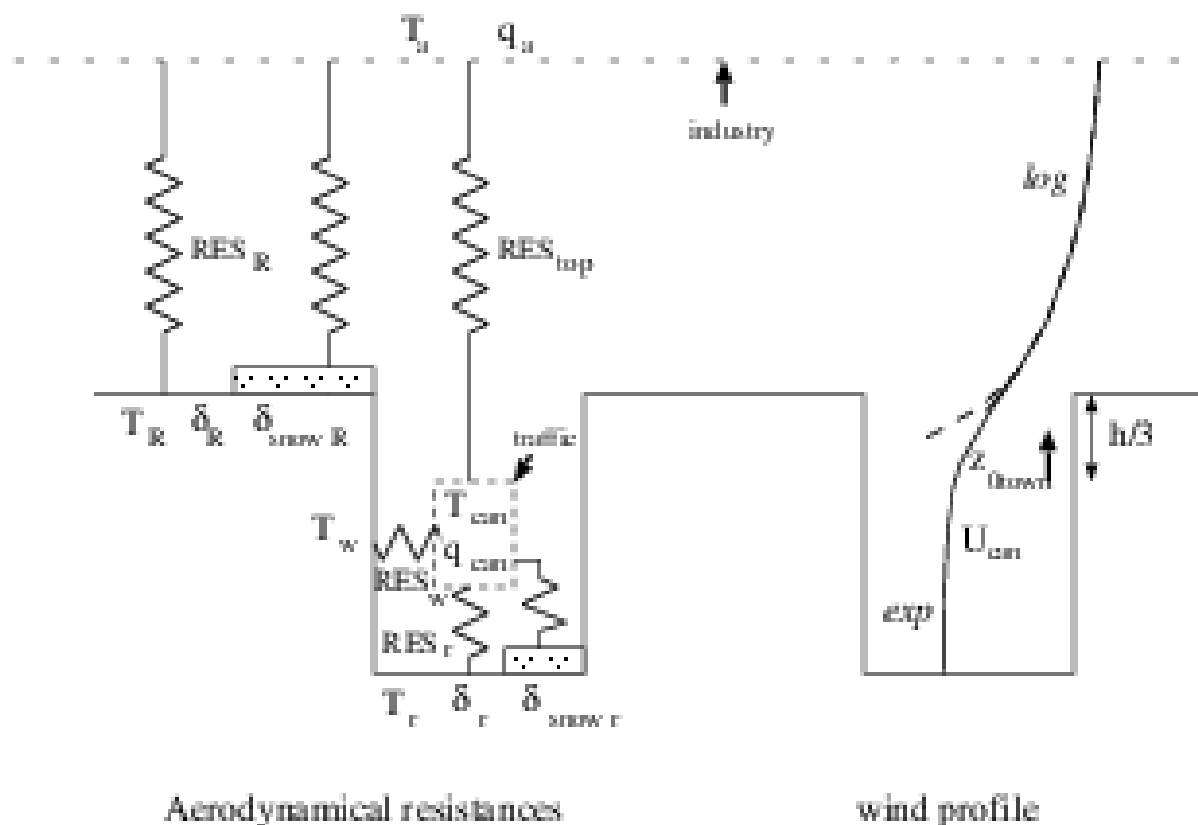 T_a q_a
industry
log
RES_R RES_top
T_R δ_R δ_snow R
traffic
h/3
z_0town
T_can
T_w q_can
U_can
RES_w
exp
RES_r
T_r δ_r δ_snow r
Aerodynamical resistances wind profile